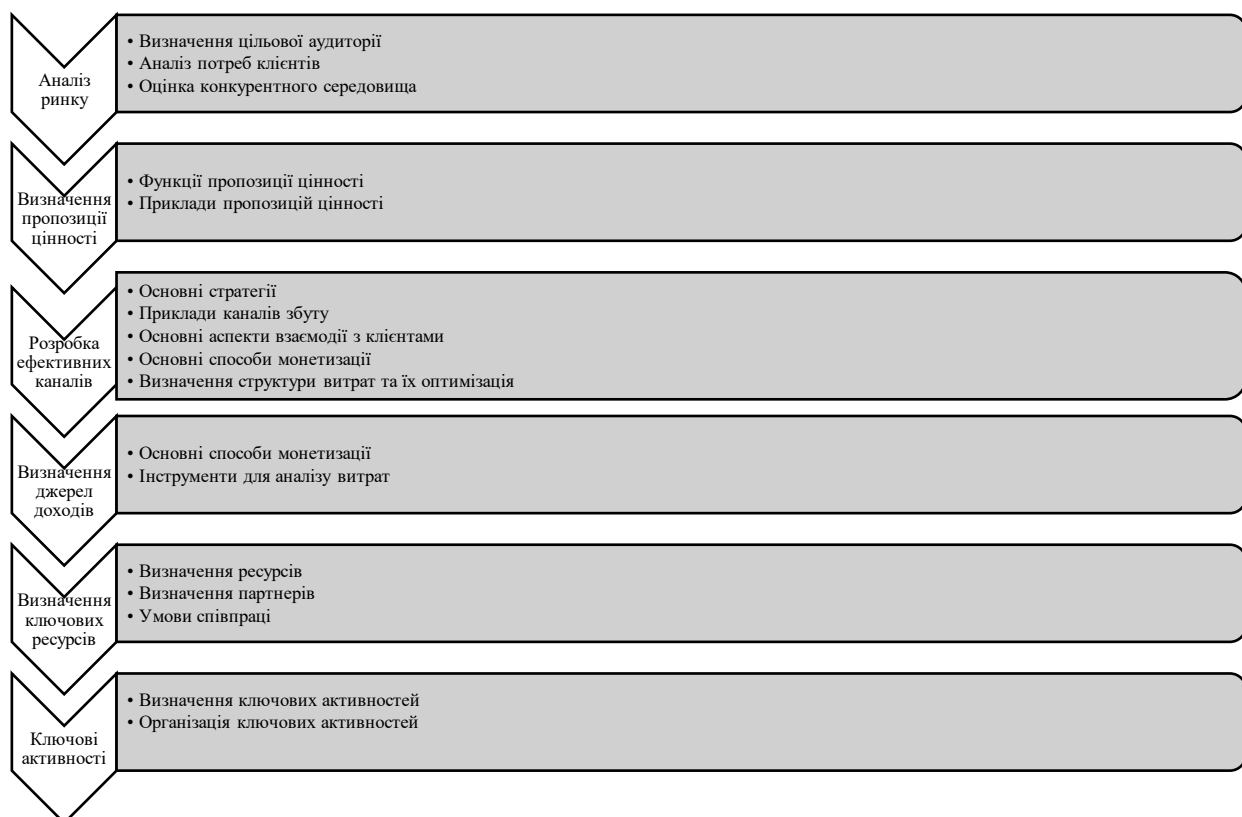 Аналіз
ринку
• Визначення цільової аудиторії
• Аналіз потреб клієнтів
• Оцінка конкурентного середовища
Визначення
пропозиції
цінності
• Функції пропозиції цінності
• Приклади пропозицій цінності
Розробка
ефективних
каналів
• Основні стратегії
• Приклади каналів збуту
• Основні аспекти взаємодії з клієнтами
• Основні способи монетизації
• Визначення структури витрат та їх оптимізація
Визначення
джерел
доходів
• Основні способи монетизації
• Інструменти для аналізу витрат
Визначення
ключових
ресурсів
• Визначення ресурсів
• Визначення партнерів
• Умови співпраці
Ключові
активності
• Визначення ключових активностей
• Організація ключових активностей